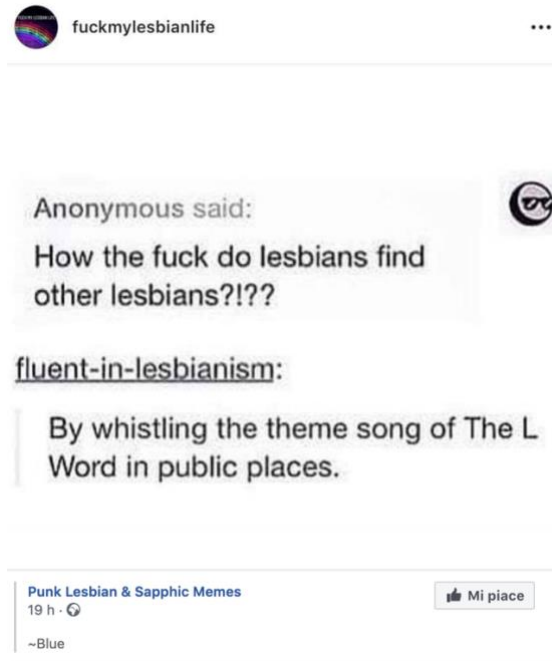 fuckmylesbianlife
Anonymous said:
How the fuck do lesbians find
other lesbians?!??
fluent-in-lesbianism:
By whistling the theme song of The L
Word in public places.
Punk Lesbian & Sapphic Memes
Mi piace
19 h ·
~Blue